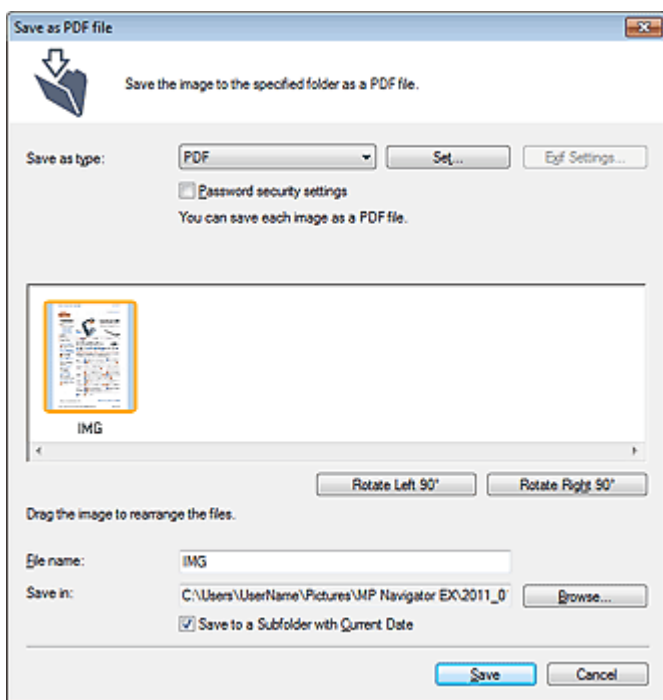 Save as PDF file
Save the image to the specified folder as a PDF file.
Save as type: PDF Set... Exif Settings...
Password security settings
You can save each image as a PDF file.
IMG
Rotate Left 90° Rotate Right 90°
Drag the image to rearrange the files.
File name: IMG
Save in: C:\Users\UserName\Pictures\MP Navigator EX\2011_0 Browse...
Save to a Subfolder with Current Date
Save Cancel